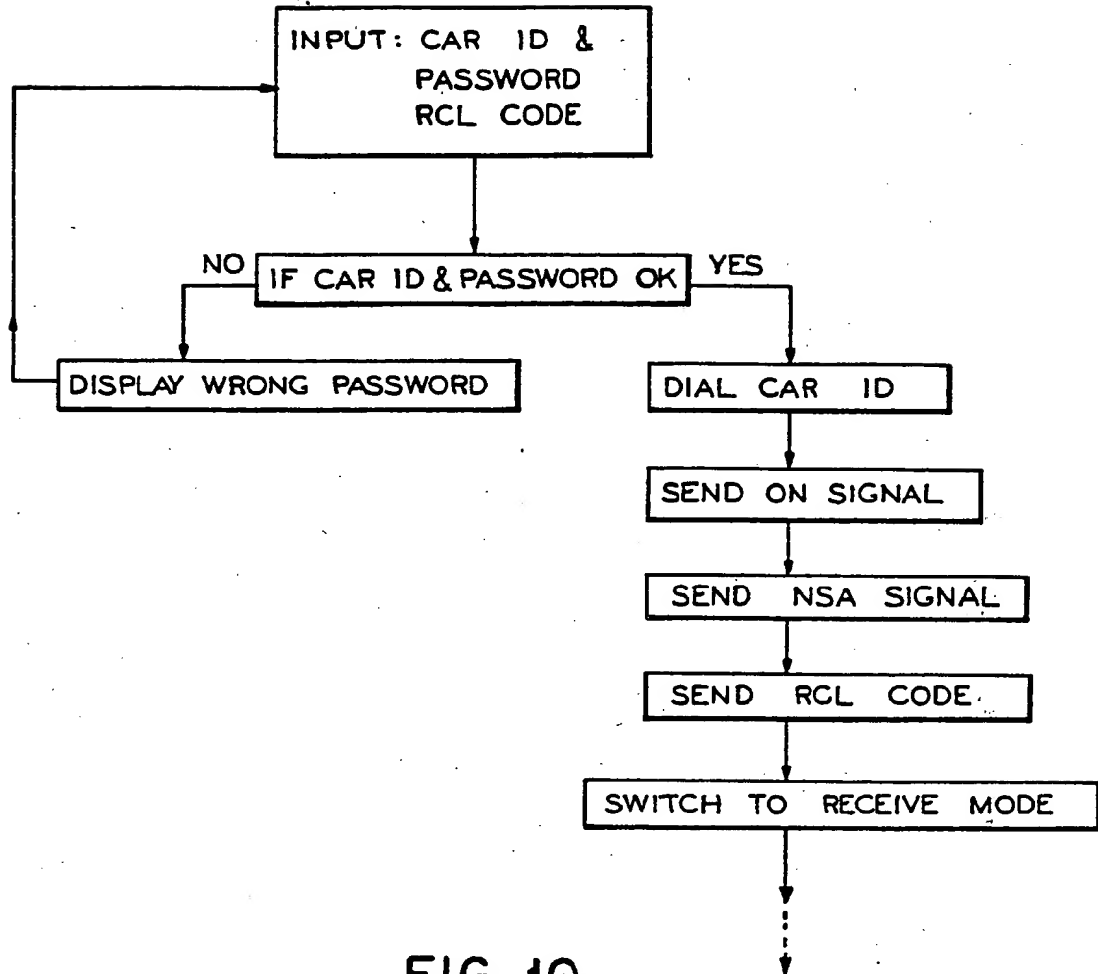 INPUT: CAR ID &
PASSWORD
RCL CODE
NO
IF CAR ID & PASSWORD OK
YES
DISPLAY WRONG PASSWORD
DIAL CAR ID
SEND ON SIGNAL
SEND NSA SIGNAL
SEND RCL CODE
SWITCH TO RECEIVE MODE
FIG. 10